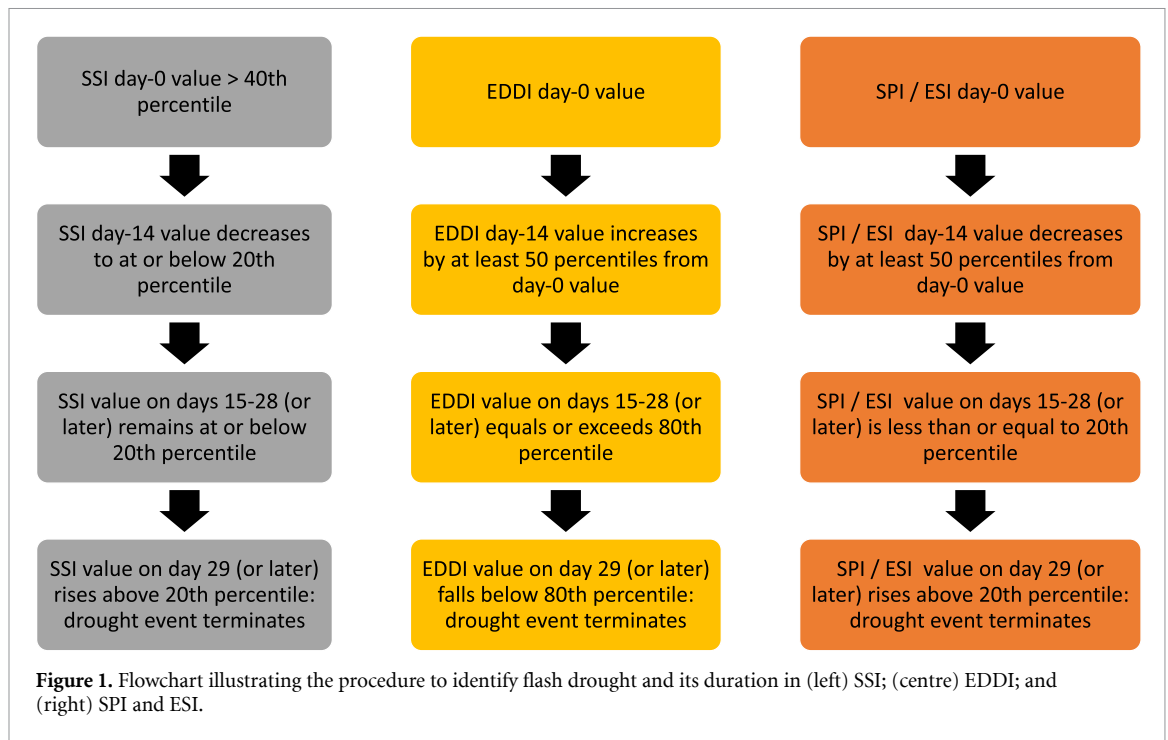 SSI day-0 value > 40th
percentile
EDDI day-0 value
SPI / ESI day-0 value
SSI day-14 value decreases
to at or below 20th
percentile
EDDI day-14 value increases
by at least 50 percentiles from
day-0 value
SPI / ESI  day-14 value decreases
by at least 50 percentiles from
day-0 value
SSI value on days 15-28 (or
later) remains at or below
20th percentile
EDDI value on days 15-28 (or
later) equals or exceeds 80th
percentile
SPI / ESI  value on days 15-28 (or
later) is less than or equal to 20th
percentile
SSI value on day 29 (or later)
rises above 20th percentile:
drought event terminates
EDDI value on day 29 (or later)
falls below 80th percentile:
drought event terminates
SPI / ESI  value on day 29 (or
later) rises above 20th percentile:
drought event terminates
Figure 1. Flowchart illustrating the procedure to identify flash drought and its duration in (left) SSI; (centre) EDDI; and
(right) SPI and ESI.